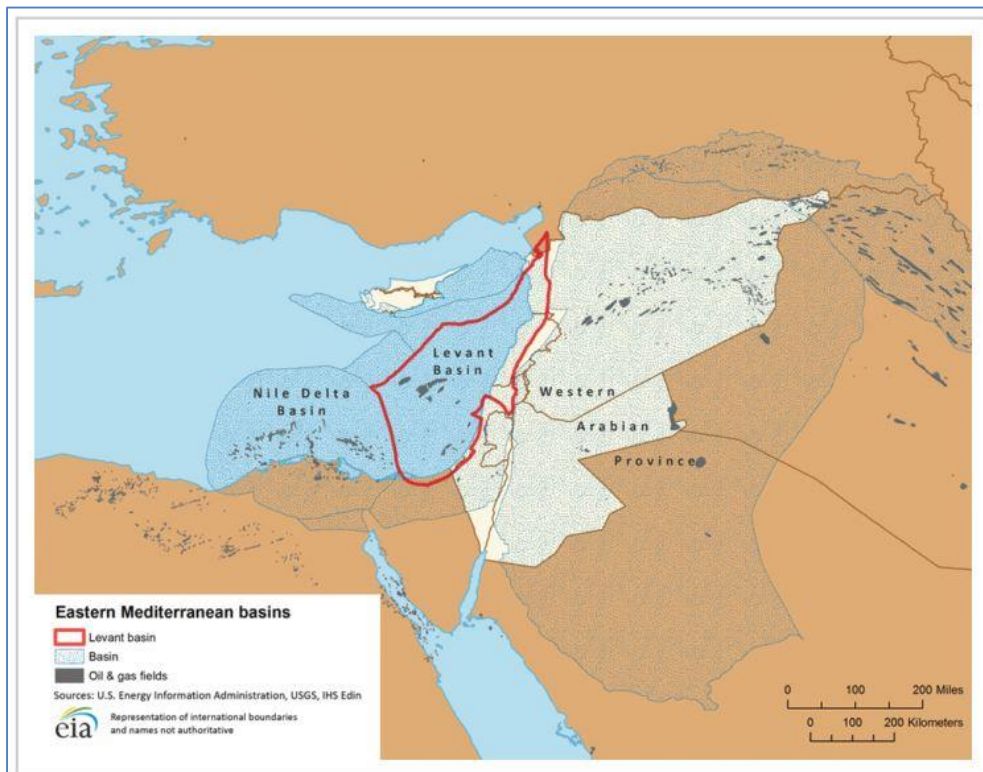 Levant
Basin
Nile Delta
Basin
Western
Arabian
Province
Eastern Mediterranean basins
Levant basin
Basin
Oil & gas fields
Sources: U.S. Energy Information Administration, USGS, IHS Edin
eia
Representation of international boundaries
and names not authoritative
0 100 200 Miles
0 100 200 Kilometers